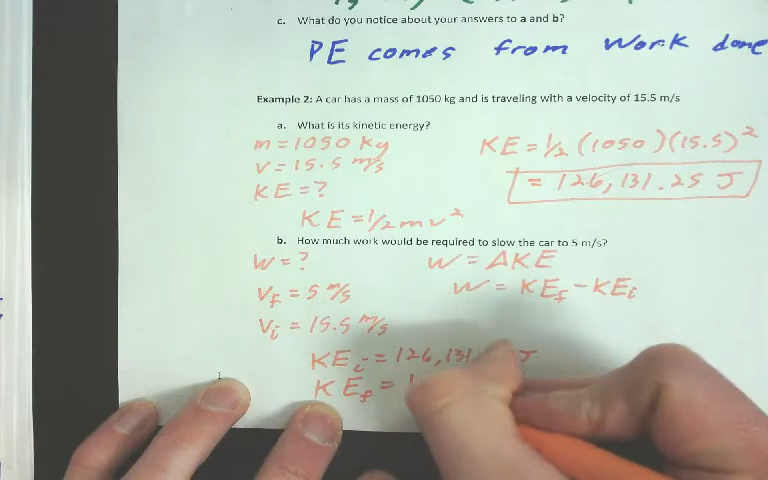 c. What do you notice about your answers to a and b?
PE comes from Work done
Example 2: A car has a mass of 1050 kg and is traveling with a velocity of 15.5 m/s
a. What is its kinetic energy?
m = 1050 Kg
V = 15.5 m/s
KE = ?
KE = 1/2 mv²
KE = 1/2 (1050)(15.5)²
= 126,131.25 J
b. How much work would be required to slow the car to 5 m/s?
W = ?
Vf = 5 m/s
Vi = 15.5 m/s
W = ΔKE
W = KEf - KEi
KEi = 126,131 J
KEf =